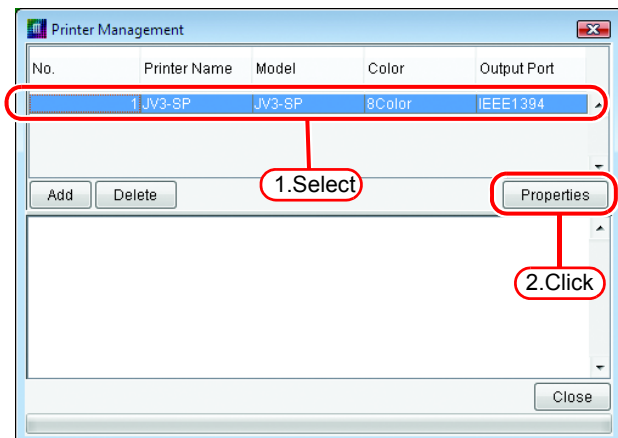 Printer Management
No. Printer Name Model Color Output Port
1 JV3-SP JV3-SP 8Color IEEE1394
1.Select
Add Delete Properties
2.Click
Close